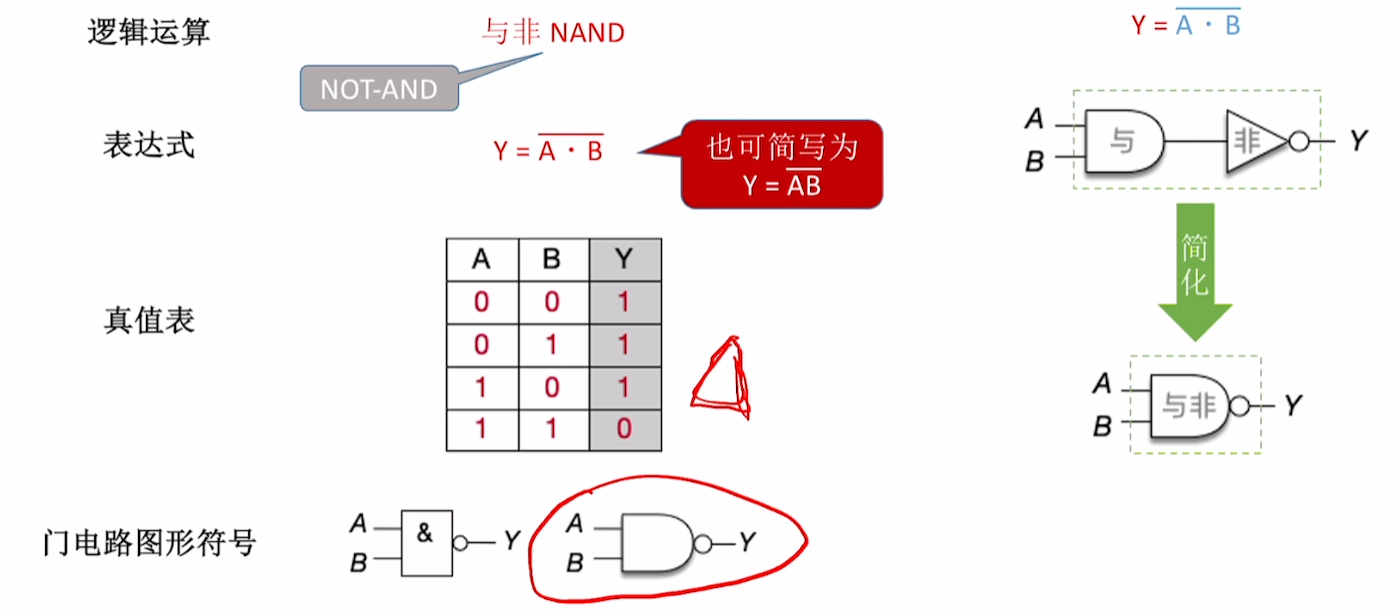 逻辑运算
与非 NAND
NOT-AND
表达式
Y = \overline{A · B}
也可简写为
Y = \overline{AB}
真值表
A B Y
0 0 1
0 1 1
1 0 1
1 1 0
门电路图形符号
A
B
&
Y
A
B
Y
Y = \overline{A · B}
A
B
与
非
Y
简
化
A
B
与非
Y